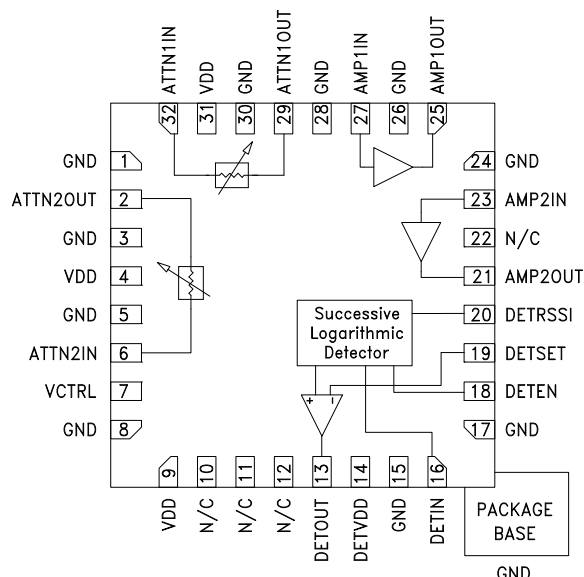 ATTN1IN
VDD
GND
ATTN1OUT
GND
AMP1IN
GND
AMP1OUT
32
31
30
29
28
27
26
25
GND 1
ATTN2OUT 2
GND 3
VDD 4
GND 5
ATTN2IN 6
VCTRL 7
GND 8
24 GND
23 AMP2IN
22 N/C
21 AMP2OUT
20 DETRSSI
19 DETSET
18 DETEN
17 GND
Successive
Logarithmic
Detector
+ −
9
10
11
12
13
14
15
16
VDD
N/C
N/C
N/C
DETOUT
DETVDD
GND
DETIN
PACKAGE
BASE
GND